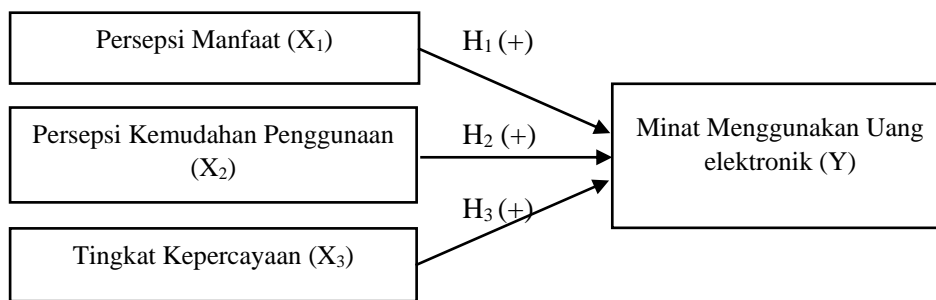 Persepsi Manfaat (X₁)
H₁ (+)
Persepsi Kemudahan Penggunaan
(X₂)
H₂ (+)
Minat Menggunakan Uang
elektronik (Y)
H₃ (+)
Tingkat Kepercayaan (X₃)